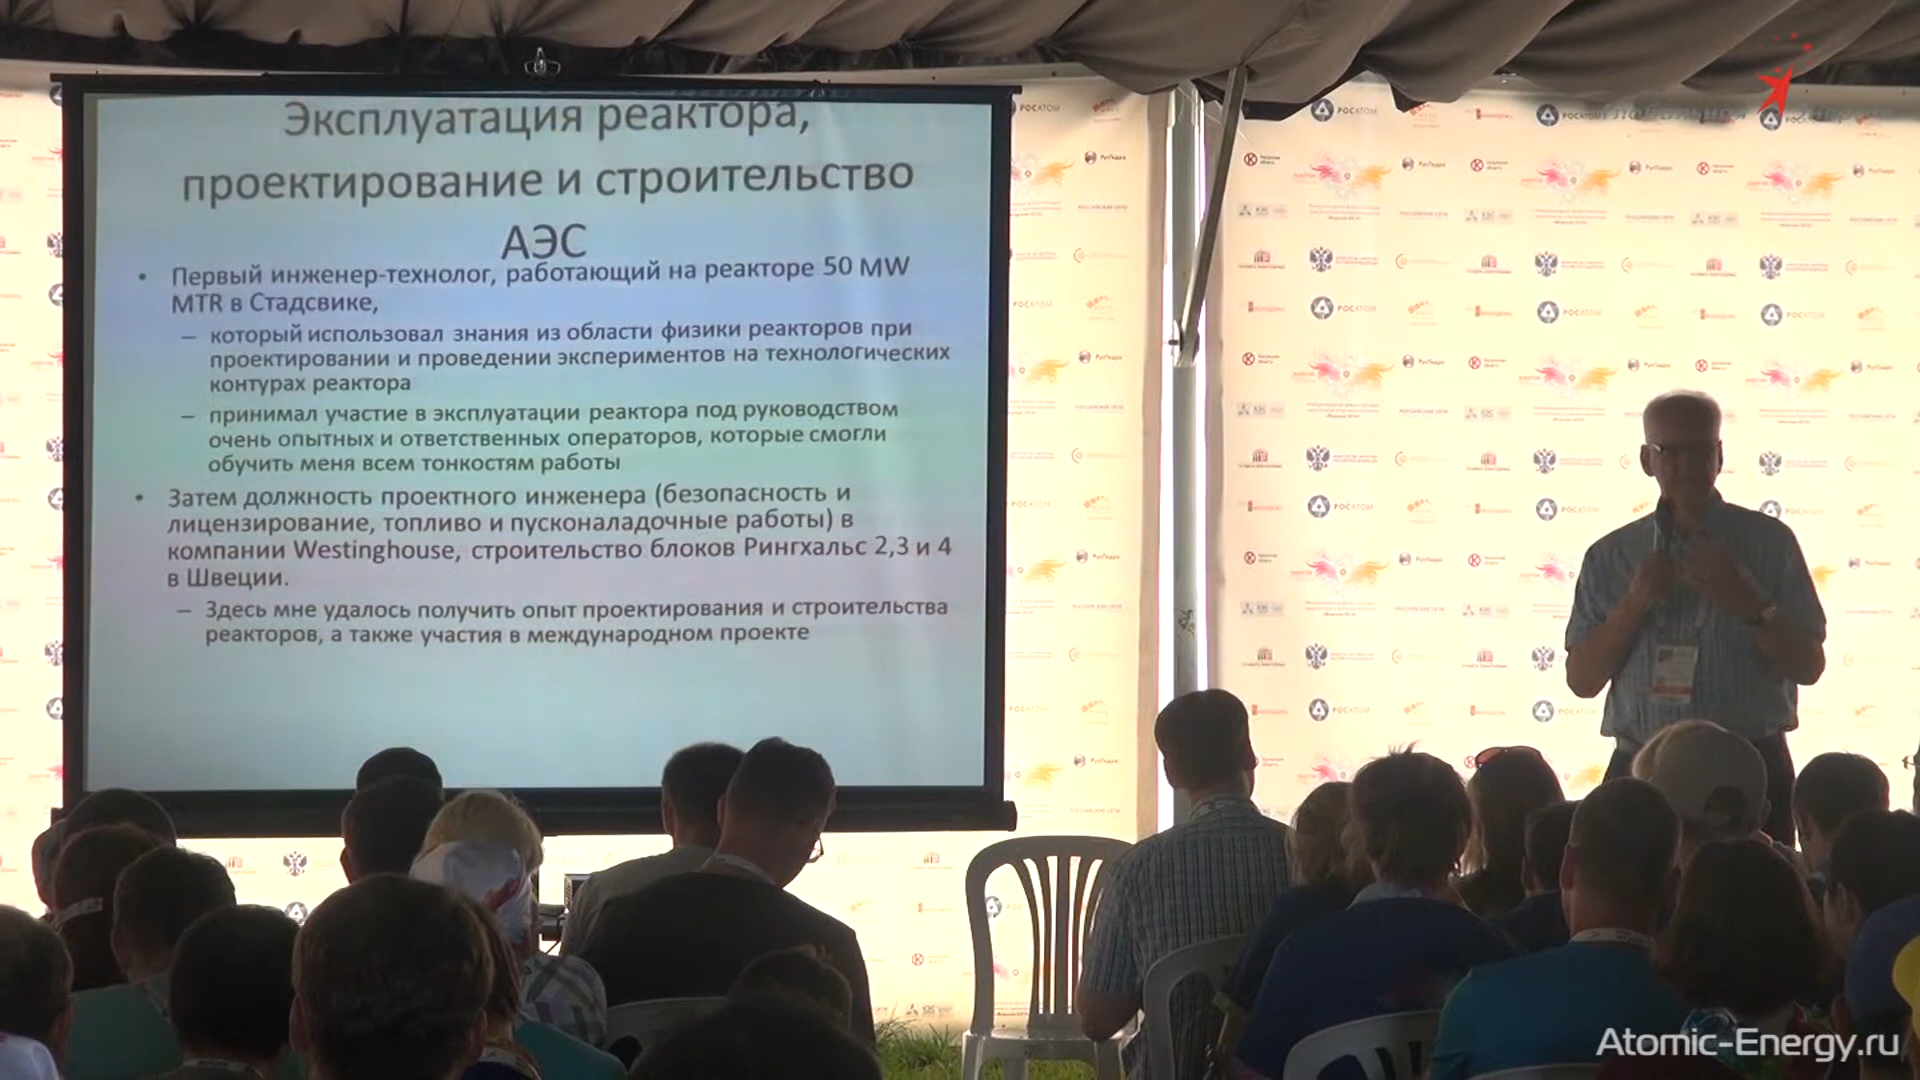 Эксплуатация реактора,
проектирование и строительство
АЭС
• Первый инженер-технолог, работающий на реакторе 50 MW
MTR в Стадсвике,
– который использовал знания из области физики реакторов при
проектировании и проведении экспериментов на технологических
контурах реактора
– принимал участие в эксплуатации реактора под руководством
очень опытных и ответственных операторов, которые смогли
обучить меня всем тонкостям работы
• Затем должность проектного инженера (безопасность и
лицензирование, топливо и пусконаладочные работы) в
компании Westinghouse, строительство блоков Рингхальс 2,3 и 4
в Швеции.
– Здесь мне удалось получить опыт проектирования и строительства
реакторов, а также участия в международном проекте
РОСАТОМ
РусГидро
РОССИЙСКИЕ СЕТИ
Atomic-Energy.ru